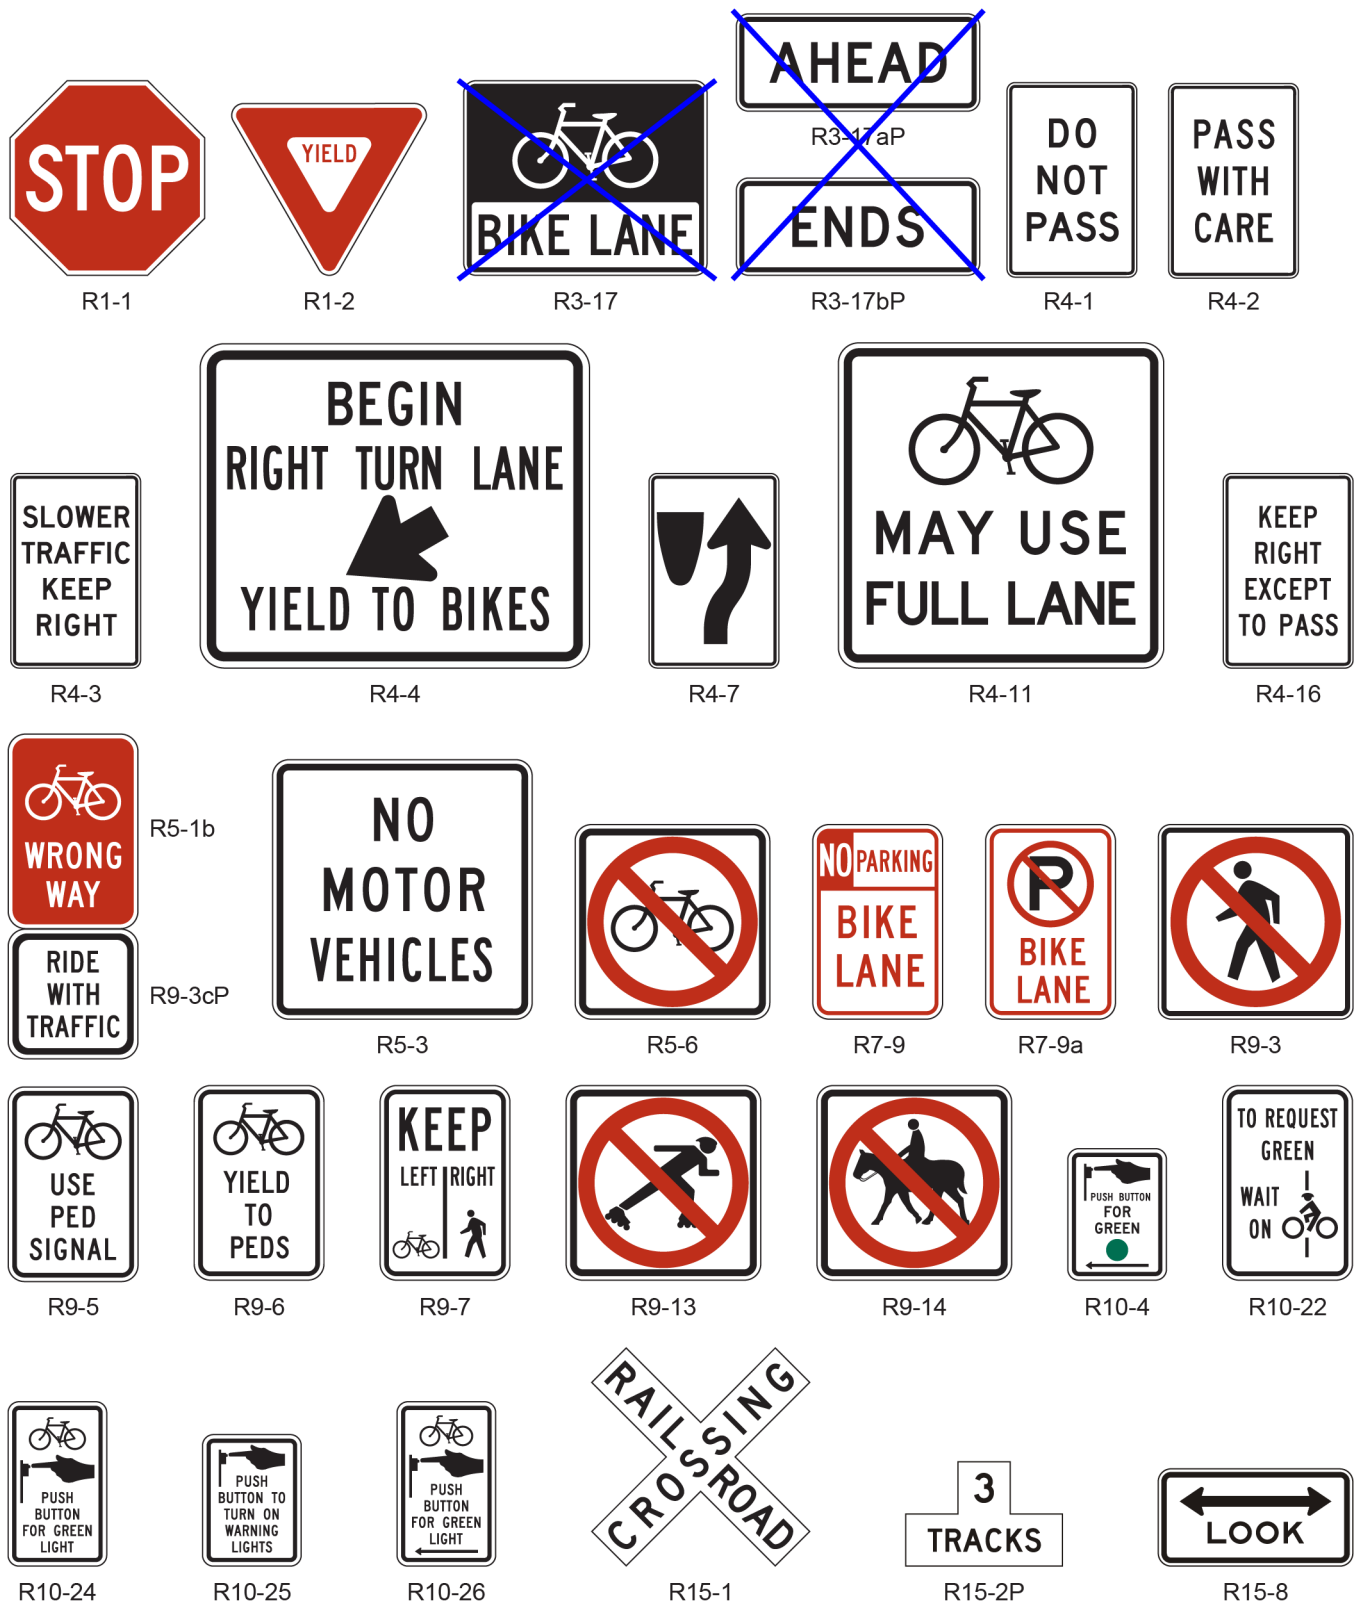 STOP
R1-1
YIELD
R1-2
BIKE LANE
R3-17
AHEAD
R3-17aP
ENDS
R3-17bP
DO
NOT
PASS
R4-1
PASS
WITH
CARE
R4-2
SLOWER
TRAFFIC
KEEP
RIGHT
R4-3
BEGIN
RIGHT TURN LANE
YIELD TO BIKES
R4-4
R4-7
MAY USE
FULL LANE
R4-11
KEEP
RIGHT
EXCEPT
TO PASS
R4-16
WRONG
WAY
R5-1b
RIDE
WITH
TRAFFIC
R9-3cP
NO
MOTOR
VEHICLES
R5-3
R5-6
NO PARKING
BIKE
LANE
R7-9
P
BIKE
LANE
R7-9a
R9-3
USE
PED
SIGNAL
R9-5
YIELD
TO
PEDS
R9-6
KEEP
LEFT RIGHT
R9-7
R9-13
R9-14
PUSH BUTTON
FOR
GREEN
R10-4
TO REQUEST
GREEN
WAIT
ON
R10-22
PUSH
BUTTON
FOR GREEN
LIGHT
R10-24
PUSH
BUTTON TO
TURN ON
WARNING
LIGHTS
R10-25
PUSH
BUTTON
FOR GREEN
LIGHT
R10-26
RAILROAD
CROSSING
R15-1
3
TRACKS
R15-2P
LOOK
R15-8